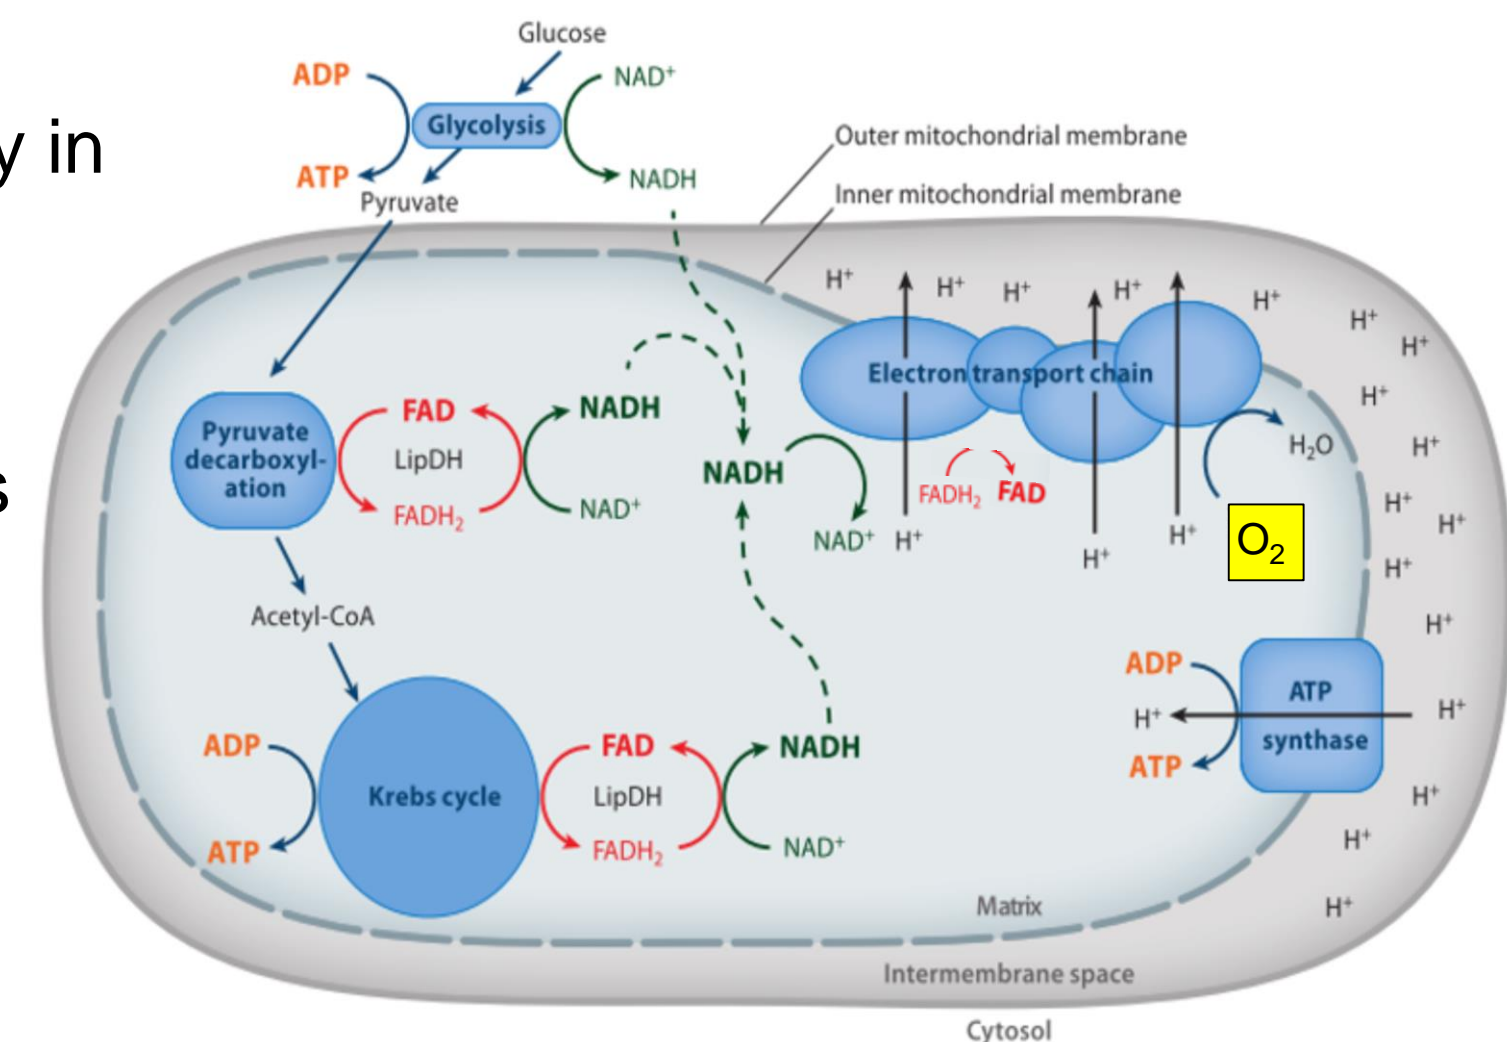 y in
s
Glucose
ADP
NAD⁺
Glycolysis
ATP
NADH
Pyruvate
Outer mitochondrial membrane
Inner mitochondrial membrane
H⁺
H⁺
H⁺
H⁺
H⁺
H⁺
H⁺
H⁺
Electron transport chain
Pyruvate
decarboxyl-
ation
FAD
LipDH
FADH₂
NADH
NAD⁺
NADH
NAD⁺
H⁺
FADH₂
FAD
H⁺
H⁺
H₂O
O₂
H⁺
H⁺
H⁺
H⁺
H⁺
Acetyl-CoA
ADP
ATP
Krebs cycle
FAD
LipDH
FADH₂
NADH
NAD⁺
ADP
H⁺
ATP
ATP
synthase
H⁺
H⁺
H⁺
H⁺
Matrix
Intermembrane space
Cytosol